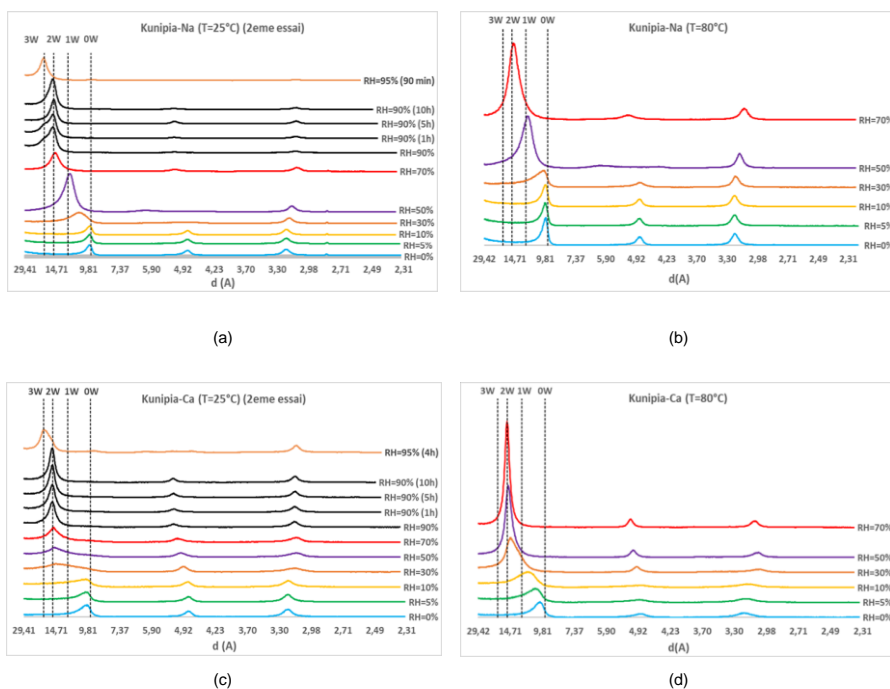 Kunipia-Na (T=25°C) (2eme essai)
3W 2W 1W 0W
RH=95% (90 min)
RH=90% (10h)
RH=90% (5h)
RH=90% (1h)
RH=90%
RH=70%
RH=50%
RH=30%
RH=10%
RH=5%
RH=0%
29,41 14,71 9,81 7,37 5,90 4,92 4,23 3,70 3,30 2,98 2,71 2,49 2,31
d (A)
(a)
Kunipia-Na (T=80°C)
3W 2W 1W 0W
RH=70%
RH=50%
RH=30%
RH=10%
RH=5%
RH=0%
29,41 14,71 9,81 7,37 5,90 4,92 4,23 3,70 3,30 2,98 2,71 2,49 2,31
d(A)
(b)
Kunipia-Ca (T=25°C) (2eme essai)
3W 2W 1W 0W
RH=95% (4h)
RH=90% (10h)
RH=90% (5h)
RH=90% (1h)
RH=90%
RH=70%
RH=50%
RH=30%
RH=10%
RH=5%
RH=0%
29,41 14,71 9,81 7,37 5,90 4,92 4,23 3,70 3,30 2,98 2,71 2,49 2,31
d (A)
(c)
Kunipia-Ca (T=80°C)
3W 2W 1W 0W
RH=70%
RH=50%
RH=30%
RH=10%
RH=5%
RH=0%
29,42 14,71 9,81 7,37 5,90 4,92 4,23 3,70 3,30 2,98 2,71 2,49 2,31
d(A)
(d)